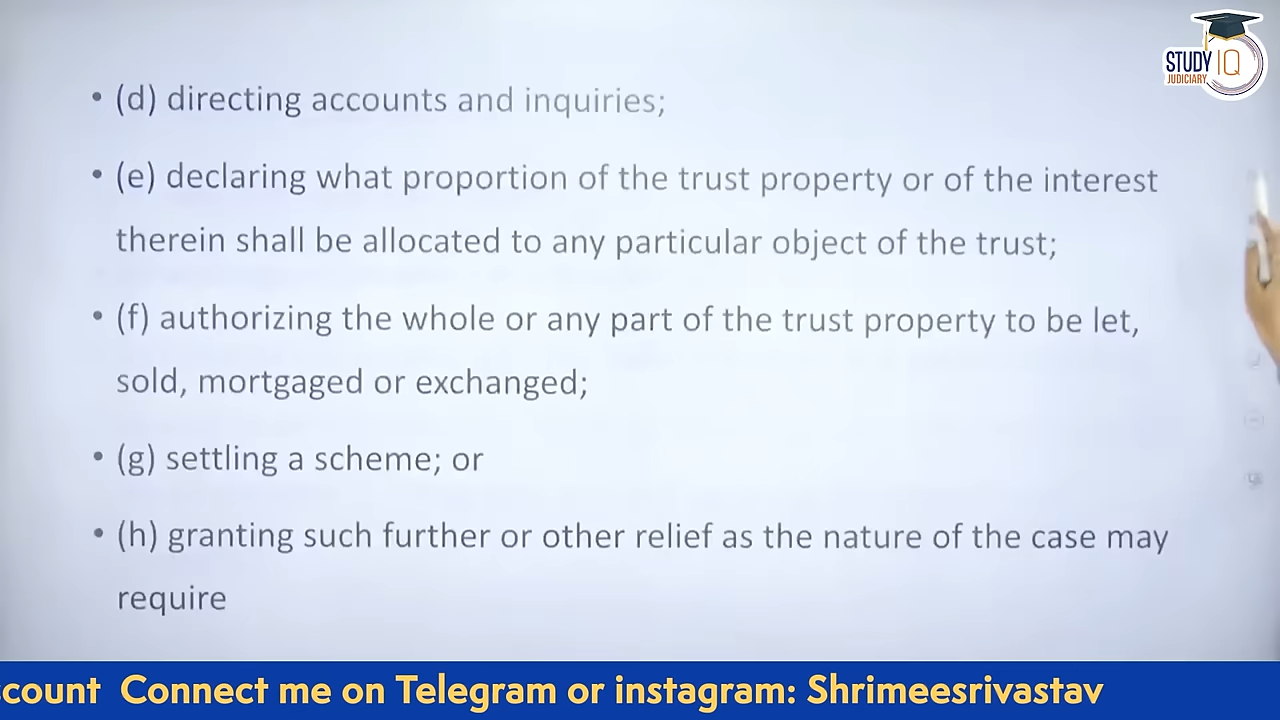 STUDY IQ
JUDICIARY
• (d) directing accounts and inquiries;
• (e) declaring what proportion of the trust property or of the interest
therein shall be allocated to any particular object of the trust;
• (f) authorizing the whole or any part of the trust property to be let,
sold, mortgaged or exchanged;
• (g) settling a scheme; or
• (h) granting such further or other relief as the nature of the case may
require
count Connect me on Telegram or instagram: Shrimeesrivastav